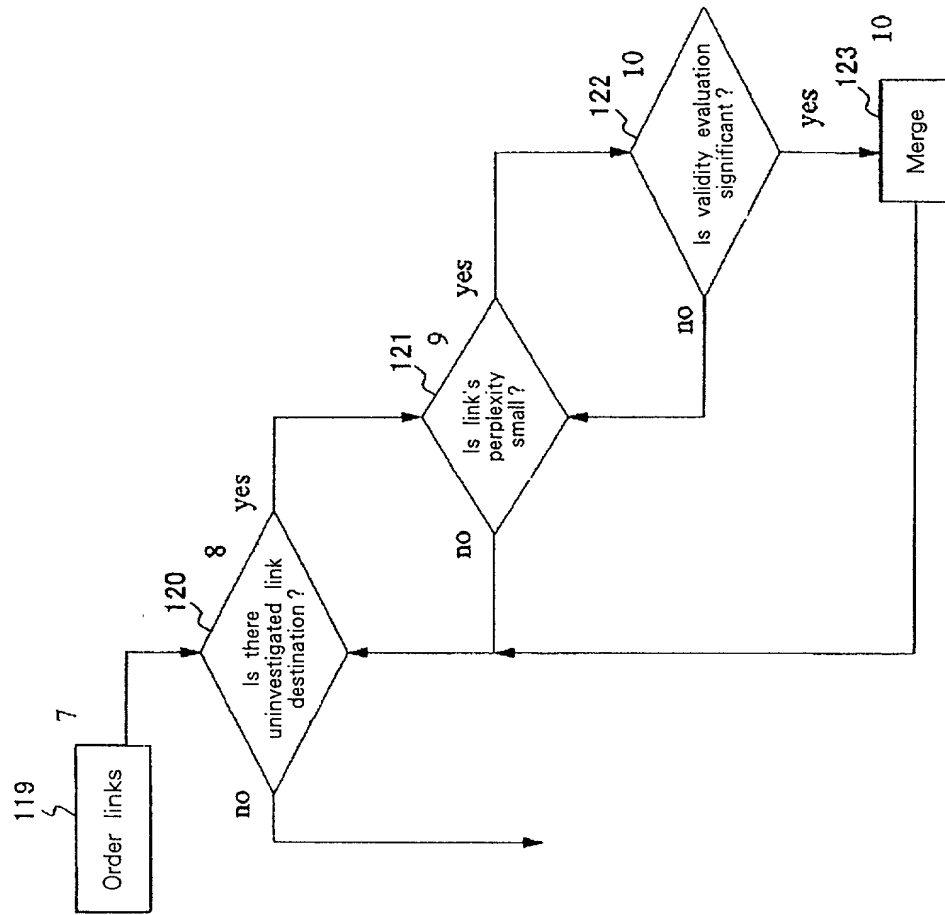 119
7
Order links
120
8
Is there
uninvestigated link
destination ?
yes
no
121
9
Is link's
perplexity
small ?
yes
no
122
10
Is validity evaluation
significant ?
no
yes
123
10
Merge